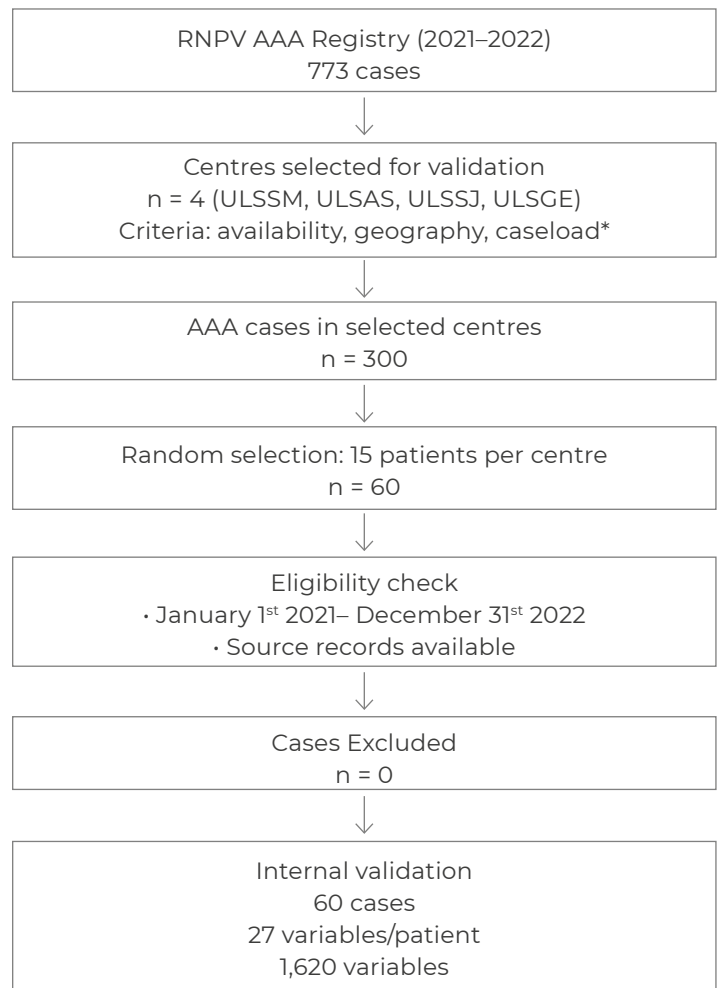 RNPV AAA Registry (2021–2022)
773 cases
Centres selected for validation
n = 4 (ULSSM, ULSAS, ULSSJ, ULSGE)
Criteria: availability, geography, caseload*
AAA cases in selected centres
n = 300
Random selection: 15 patients per centre
n = 60
Eligibility check
• January 1st 2021– December 31st 2022
• Source records available
Cases Excluded
n = 0
Internal validation
60 cases
27 variables/patient
1,620 variables